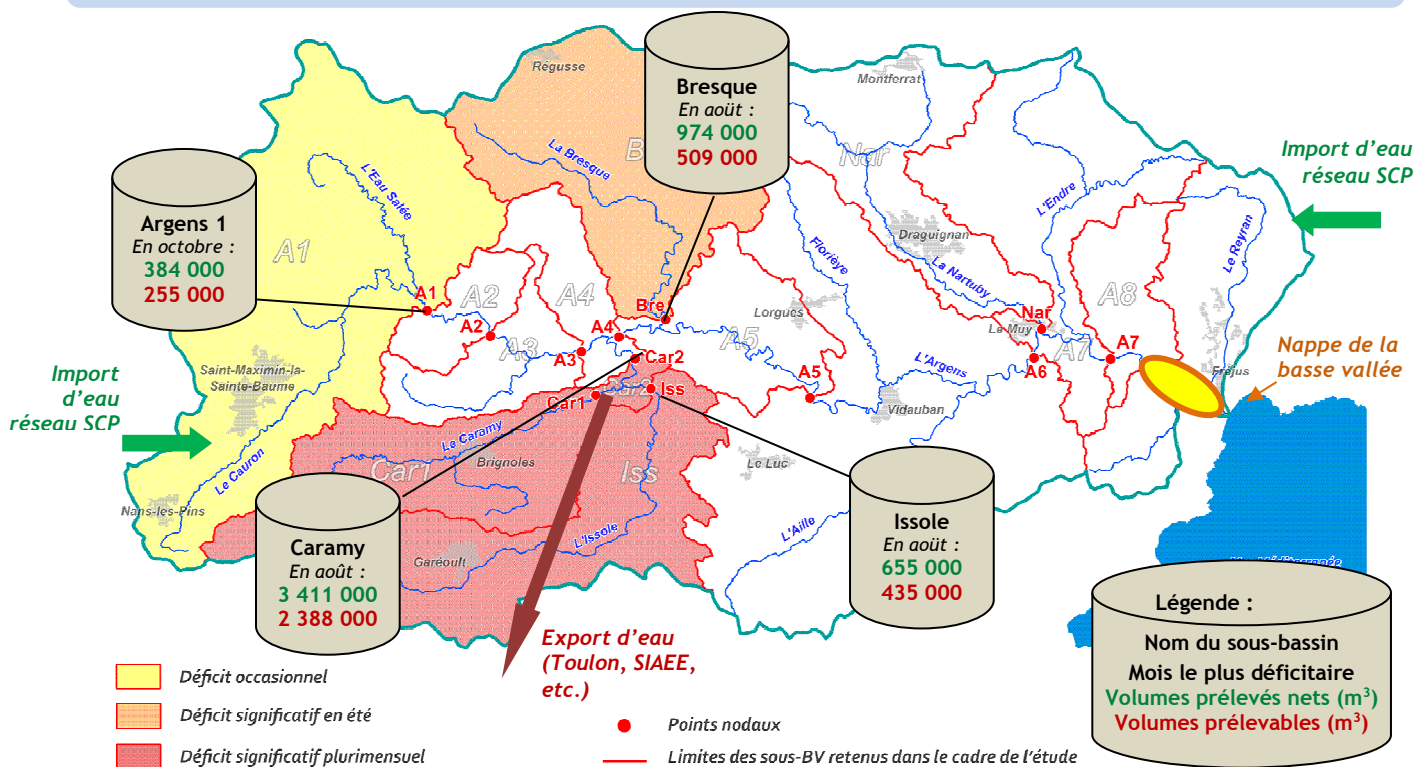 Bresque
En août :
974 000
509 000
Régusse
Montferrat
La Bresque
Nar
Import d'eau
réseau SCP
L'Eau Salée
Argens 1
En octobre :
384 000
255 000
A1
L'Endre
Le Reyran
Florièye
Draguignan
La Nartuby
A1
A2
A4
A8
Bre
Lorgues
Nar
Le Muy
A2
A3
A4
A5
A7
A7
A3
Car2
L'Argens
A6
Nappe de la
basse vallée
Saint-Maximin-la-
Sainte-Baume
Fréjus
Import
d'eau
réseau SCP
Car1
Iss
A5
Vidauban
Le Caramy
Le Cauron
Car1
Brignoles
Iss
Le Luc
Nans-les-Pins
Caramy
En août :
3 411 000
2 388 000
L'Issole
Garéoult
L'Aille
Issole
En août :
655 000
435 000
Export d'eau
(Toulon, SIAEE,
etc.)
Légende :
Nom du sous-bassin
Mois le plus déficitaire
Volumes prélevés nets (m³)
Volumes prélevables (m³)
Déficit occasionnel
Déficit significatif en été
Déficit significatif plurimensuel
Points nodaux
Limites des sous-BV retenus dans le cadre de l'étude